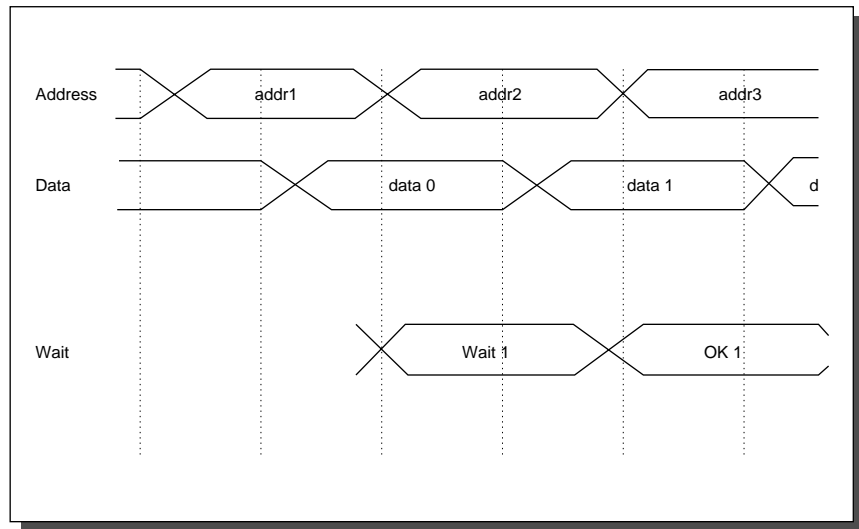 Address addr1 addr2 addr3
Data data 0 data 1 d
Wait Wait 1 OK 1